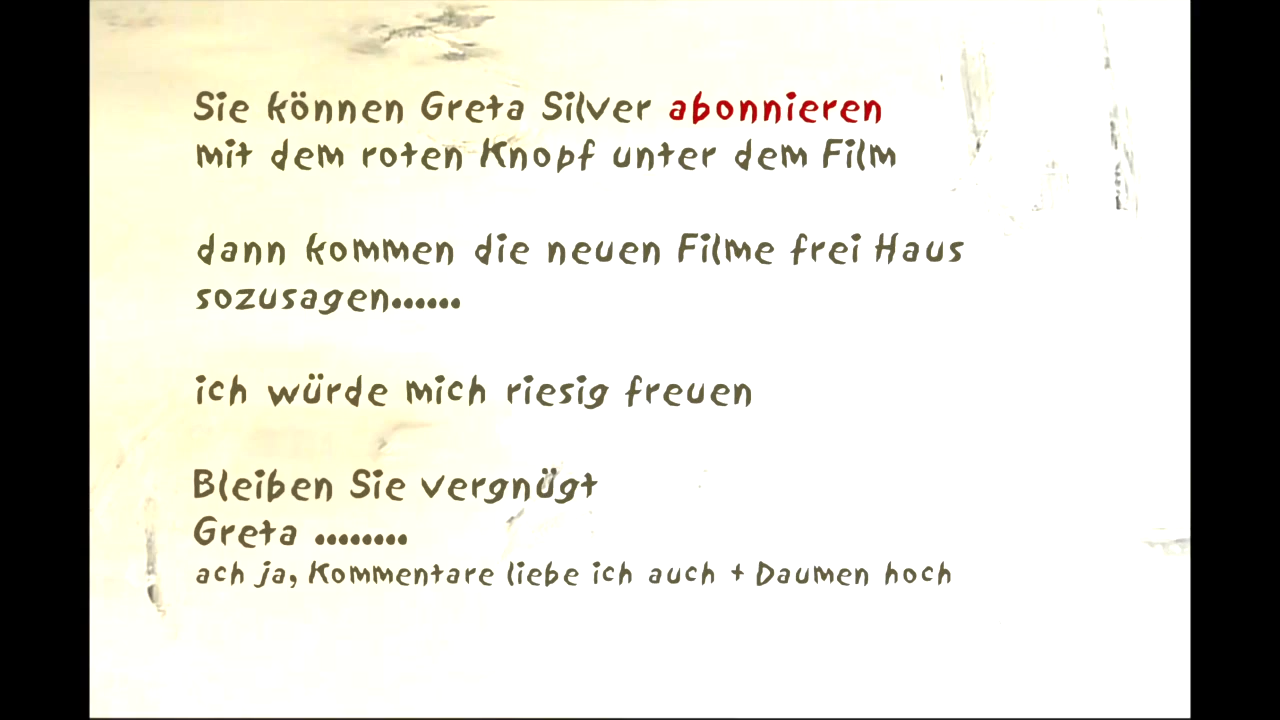 Sie können Greta Silver abonnieren
mit dem roten Knopf unter dem Film
dann kommen die neuen Filme frei Haus
sozusagen......
ich würde mich riesig freuen
Bleiben Sie vergnügt
Greta ........
ach ja, Kommentare liebe ich auch + Daumen hoch